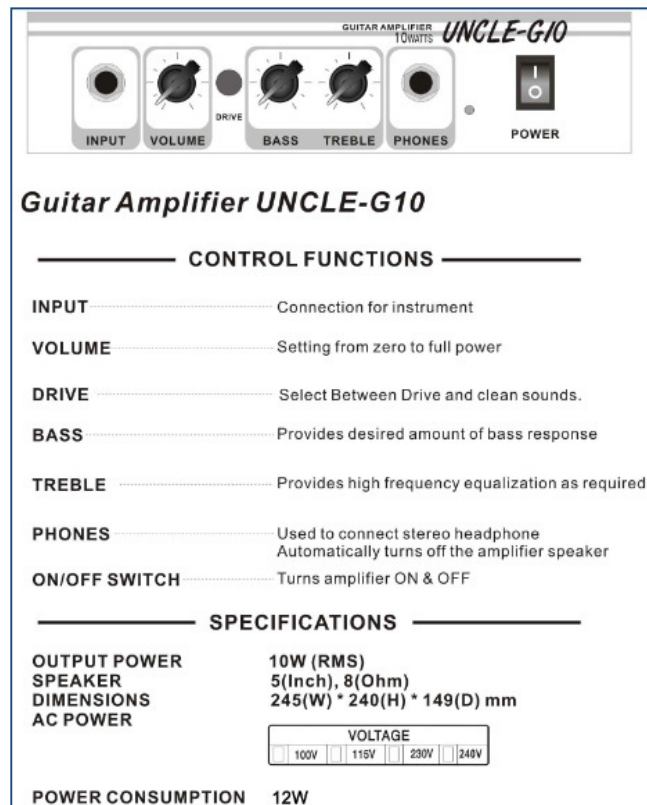 GUITAR AMPLIFIER
10WATTS UNCLE-G10
INPUT VOLUME DRIVE BASS TREBLE PHONES POWER
Guitar Amplifier UNCLE-G10
CONTROL FUNCTIONS
INPUT Connection for instrument
VOLUME Setting from zero to full power
DRIVE Select Between Drive and clean sounds.
BASS Provides desired amount of bass response
TREBLE Provides high frequency equalization as required
PHONES Used to connect stereo headphone
Automatically turns off the amplifier speaker
ON/OFF SWITCH Turns amplifier ON & OFF
SPECIFICATIONS
OUTPUT POWER 10W (RMS)
SPEAKER 5(Inch), 8(Ohm)
DIMENSIONS 245(W) * 240(H) * 149(D) mm
AC POWER
VOLTAGE
100V 115V 230V 240V
POWER CONSUMPTION 12W